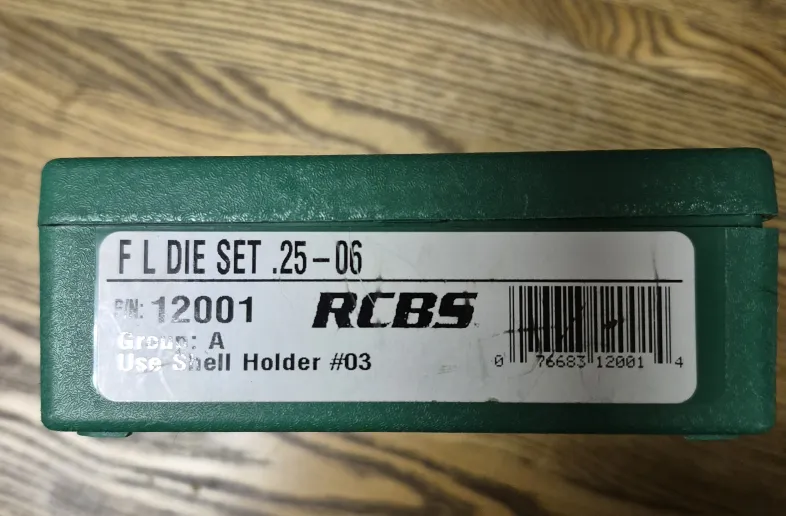 F L DIE SET .25-06
P/N: 12001
RCBS
Group: A
Use Shell Holder #03
0 76683 12001 4